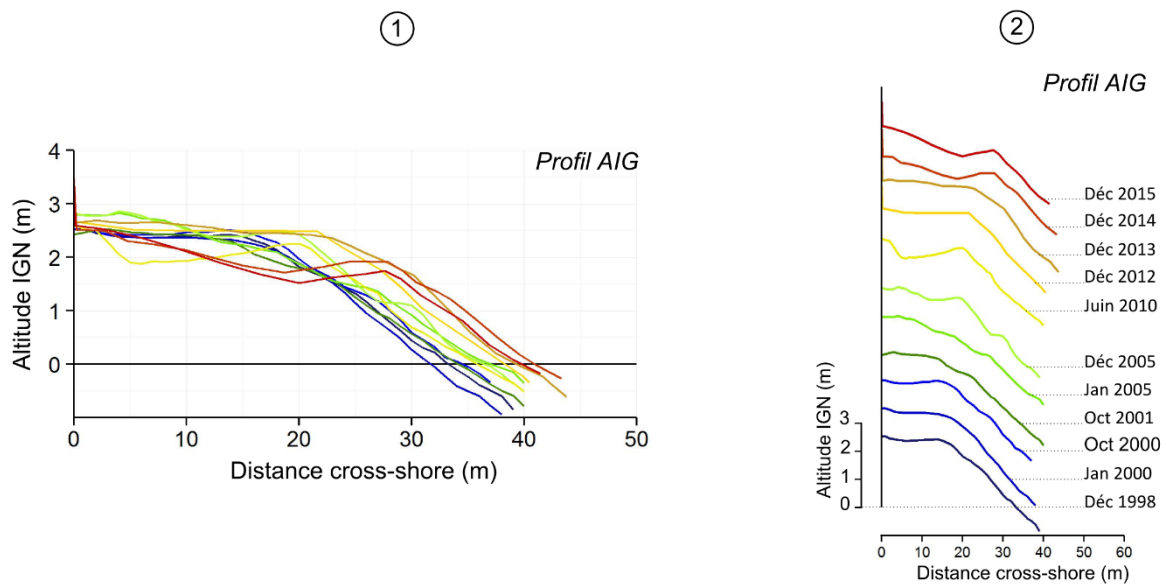 1
2
Profil AIG
4
3
2
1
0
Altitude IGN (m)
0 10 20 30 40 50
Distance cross-shore (m)
Profil AIG
Déc 2015
Déc 2014
Déc 2013
Déc 2012
Juin 2010
Déc 2005
Jan 2005
Oct 2001
Oct 2000
Jan 2000
Déc 1998
3
2
1
0
Altitude IGN (m)
0 10 20 30 40 50 60
Distance cross-shore (m)